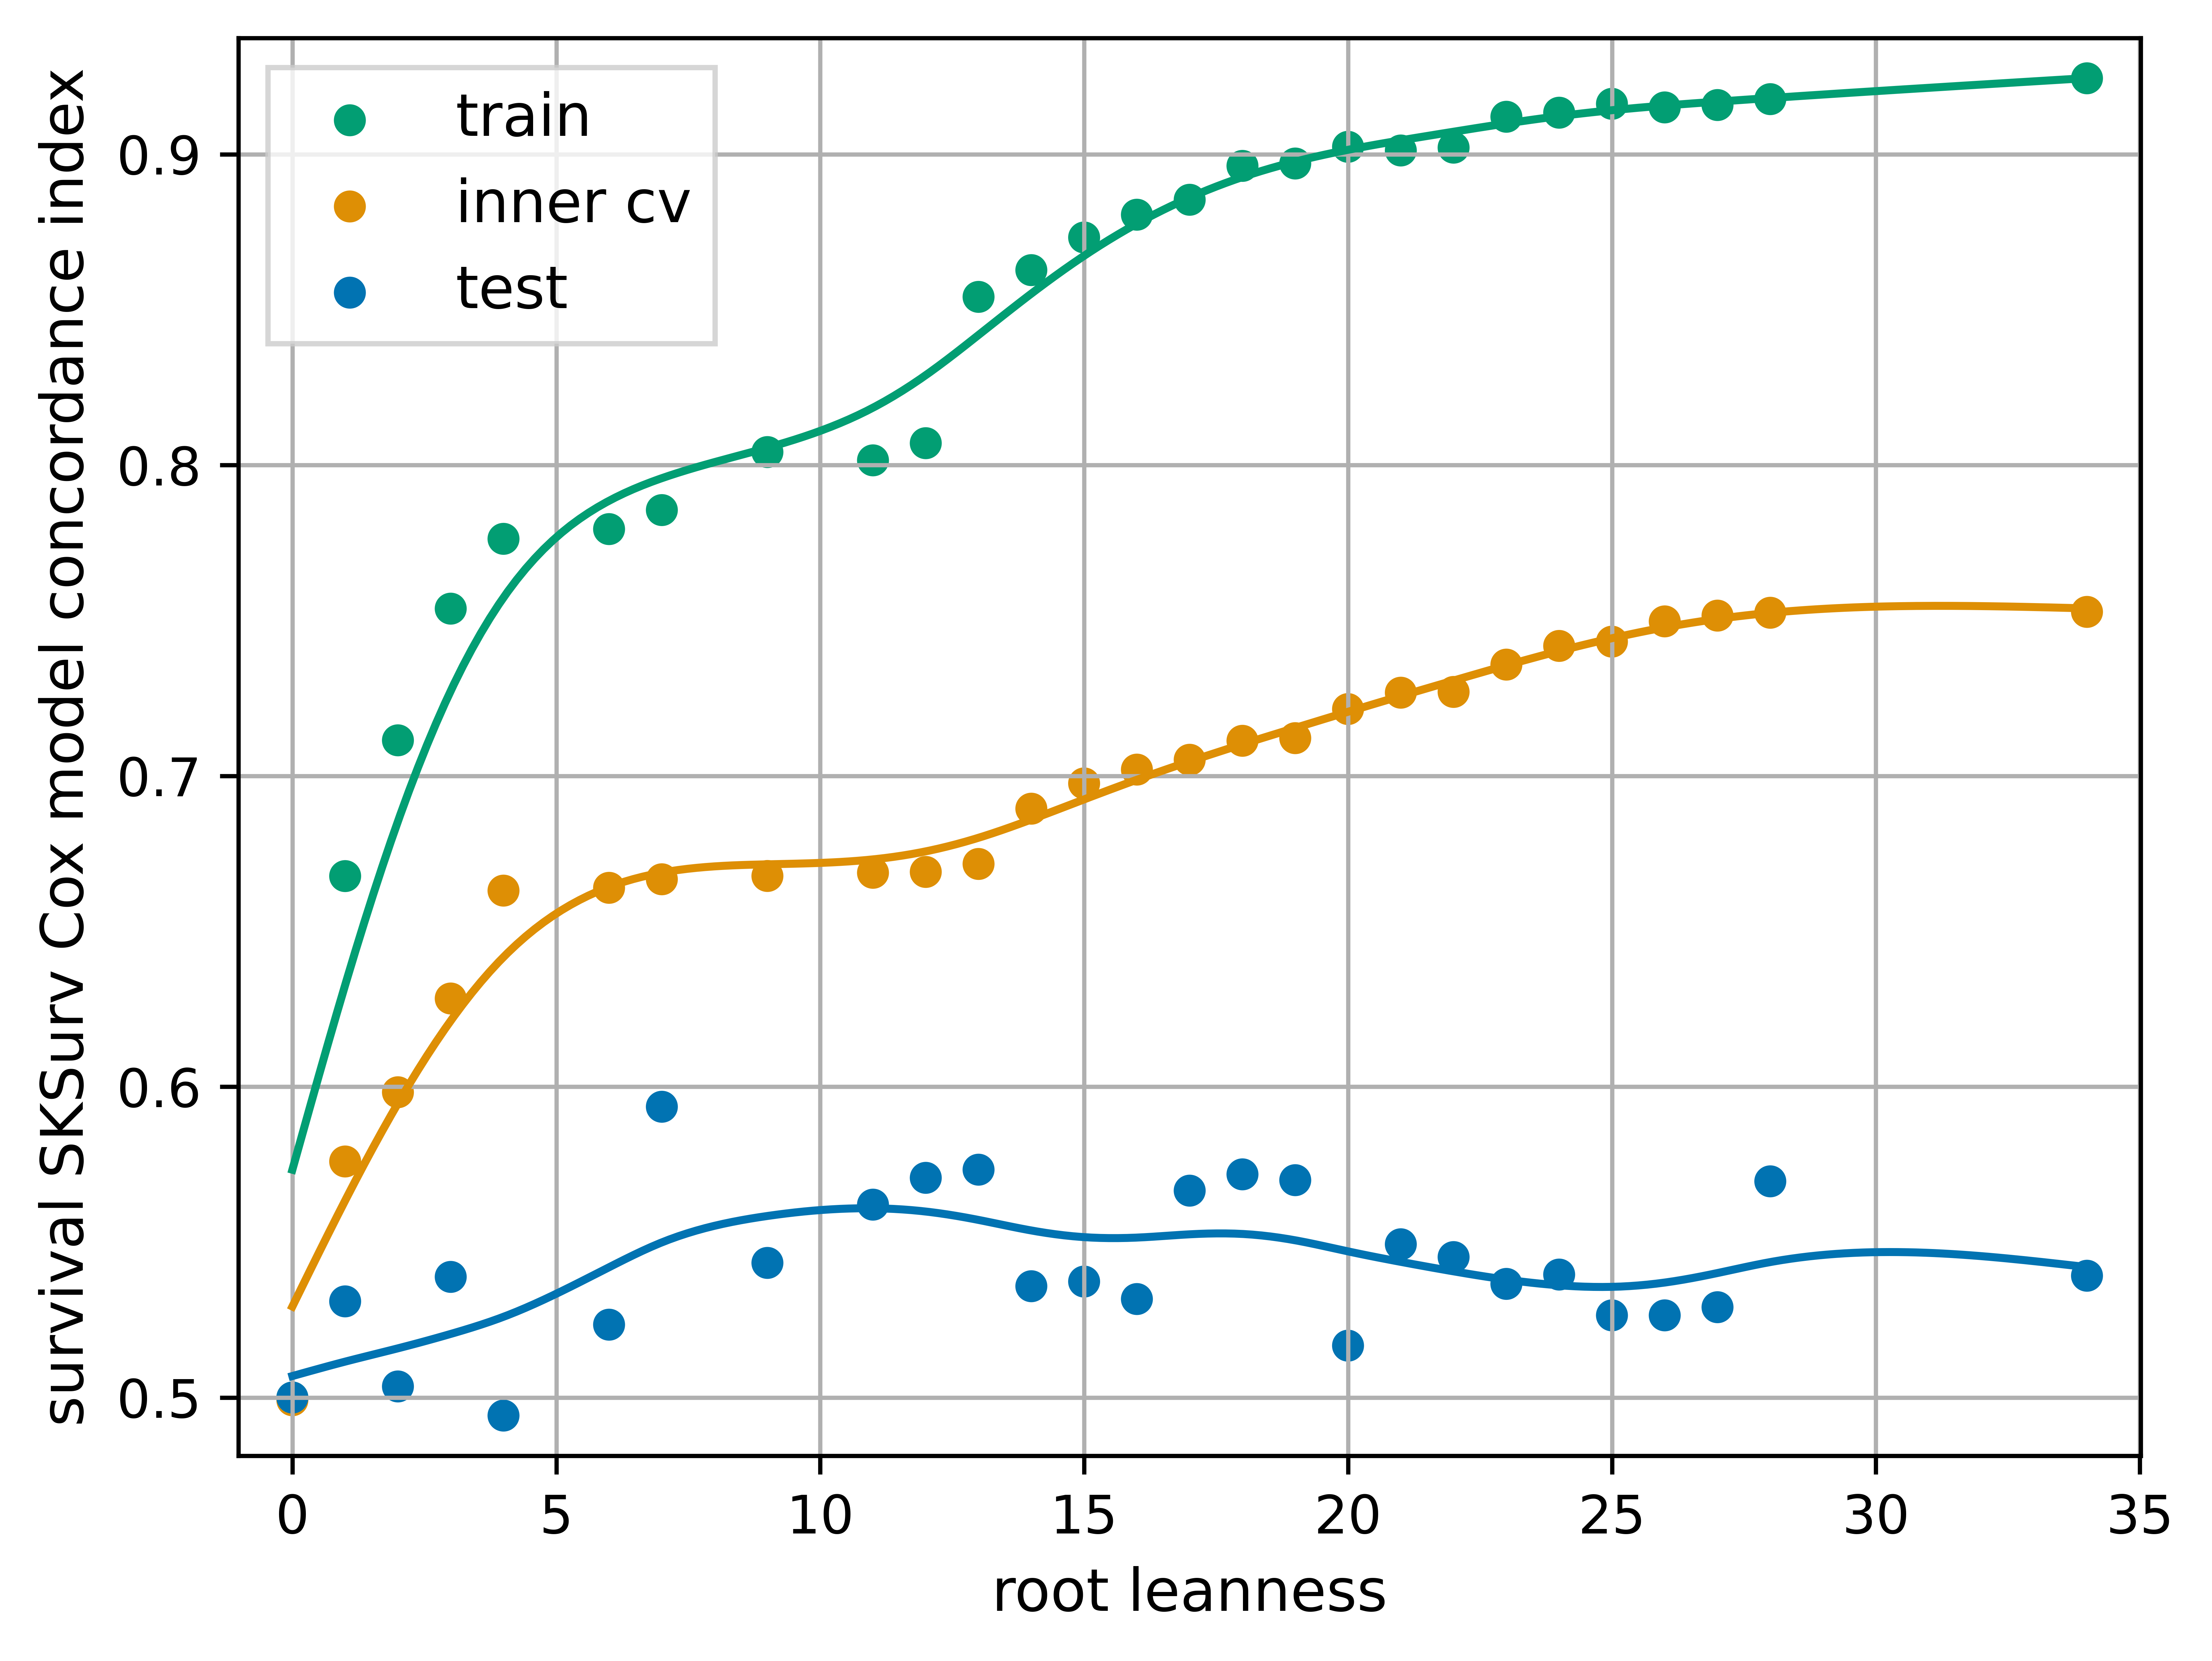 survival SKSurv Cox model concordance index
train
inner cv
test
0.9
0.8
0.7
0.6
0.5
0 5 10 15 20 25 30 35
root leanness